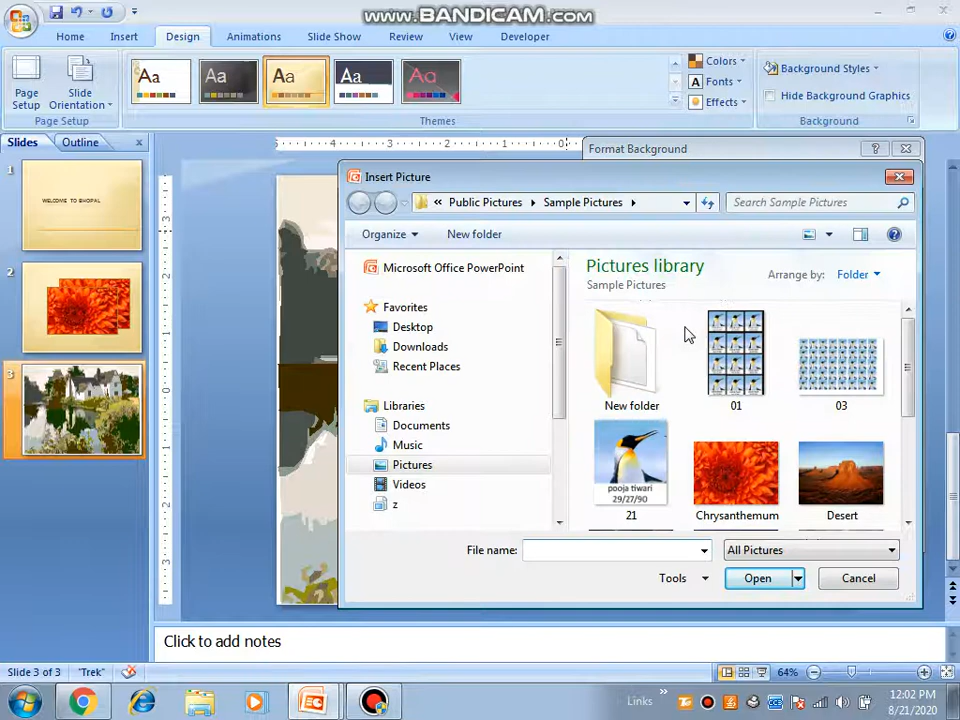 www.BANDICAM.com
Home Insert Design Animations Slide Show Review View Developer
Page Setup
Slide Orientation
Page Setup
Aa Aa Aa Aa Aa
Themes
Colors
Fonts
Effects
Background Styles
Hide Background Graphics
Background
Slides Outline
1
WELCOME TO BHOPAL
2
3
Format Background
Insert Picture
« Public Pictures Sample Pictures
Search Sample Pictures
Organize New folder
Microsoft Office PowerPoint
Favorites
Desktop
Downloads
Recent Places
Libraries
Documents
Music
Pictures
Videos
z
Pictures library
Sample Pictures
Arrange by: Folder
New folder
01
03
pooja tiwari
29/27/90
21
Chrysanthemum
Desert
File name:
All Pictures
Tools
Open
Cancel
Click to add notes
Slide 3 of 3 "Trek" 64%
Links
12:02 PM
8/21/2020